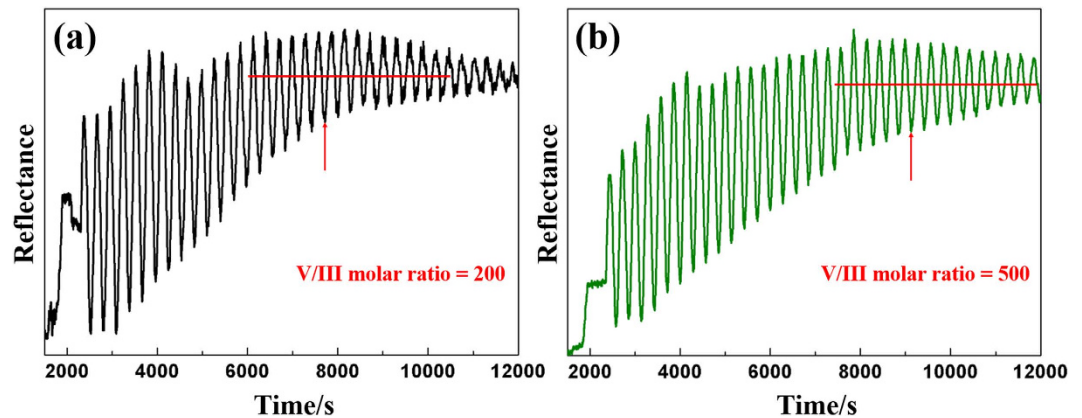 (a)
Reflectance
V/III molar ratio = 200
2000 4000 6000 8000 10000 12000
Time/s
(b)
Reflectance
V/III molar ratio = 500
2000 4000 6000 8000 10000 12000
Time/s